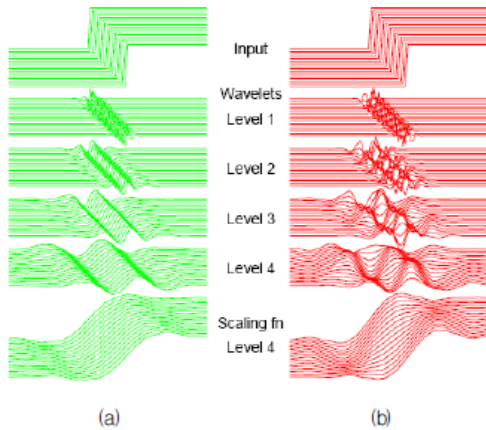 Input
Wavelets
Level 1
Level 2
Level 3
Level 4
Scaling fn
Level 4
(a)
(b)